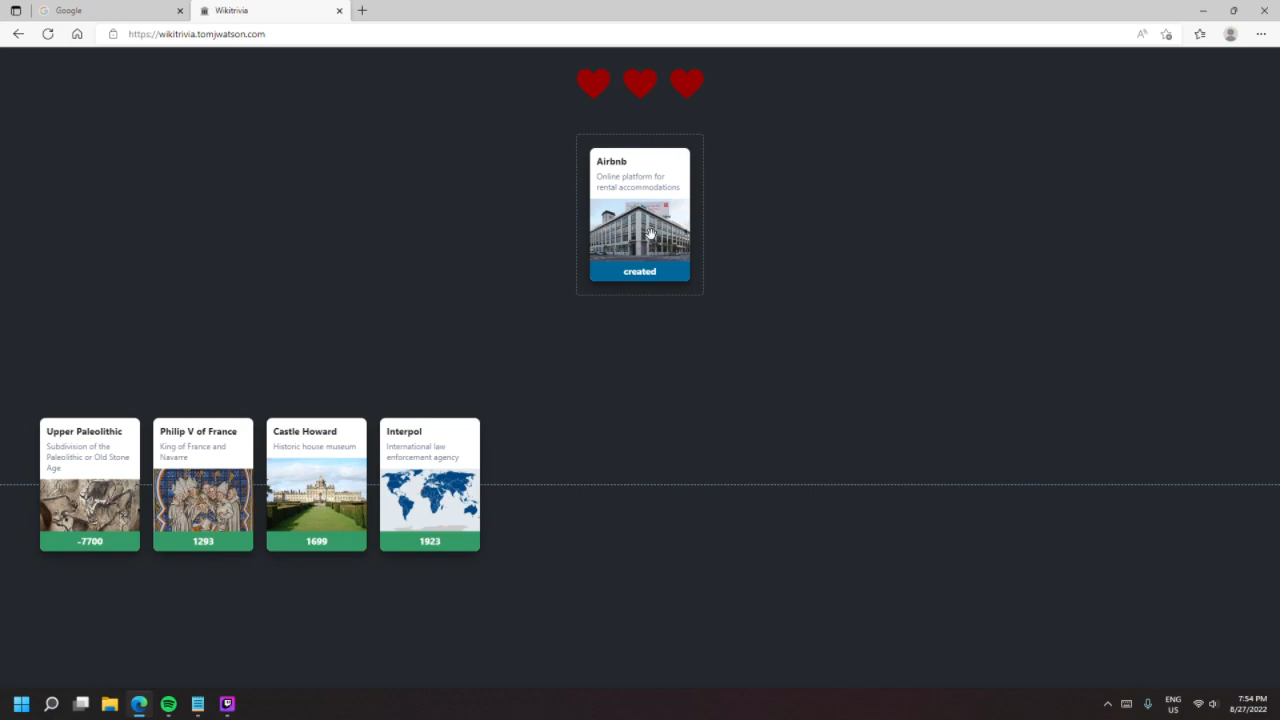 Google
Wikitrivia
https://wikitrivia.tomjwatson.com
Airbnb
Online platform for
rental accommodations
created
Upper Paleolithic
Subdivision of the
Paleolithic or Old Stone
Age
-7700
Philip V of France
King of France and
Navarre
1293
Castle Howard
Historic house museum
1699
Interpol
International law
enforcement agency
1923
ENG
US
7:54 PM
8/27/2022